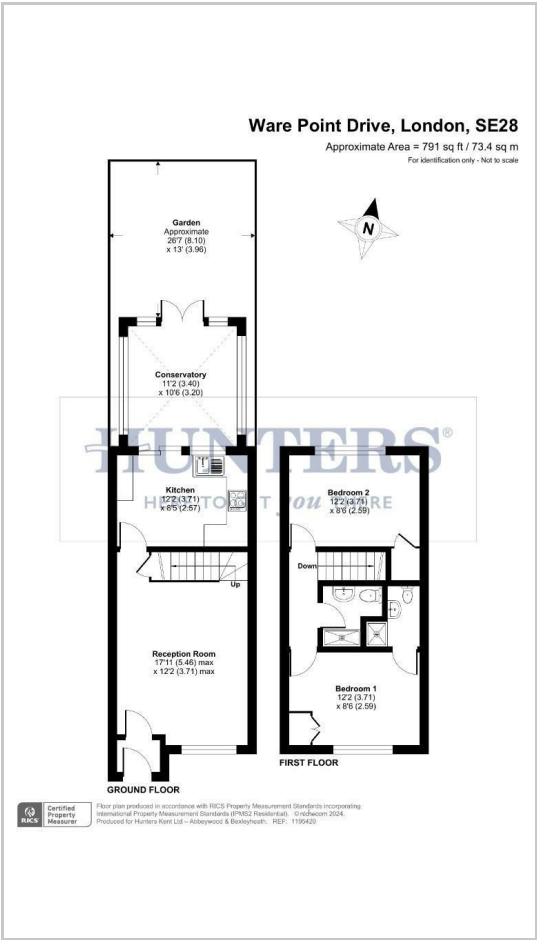 Ware Point Drive, London, SE28
Approximate Area = 791 sq ft / 73.4 sq m
For identification only - Not to scale
Garden
Approximate
26'7 (8.10)
x 13' (3.96)
N
Conservatory
11'2 (3.40)
x 10'6 (3.20)
HUNTERS®
HERE TO GET you THERE
Kitchen
12'2 (3.71)
x 8'5 (2.57)
Bedroom 2
12'2 (3.71)
x 8'6 (2.59)
Down
Up
Reception Room
17'11 (5.46) max
x 12'2 (3.71) max
Bedroom 1
12'2 (3.71)
x 8'6 (2.59)
FIRST FLOOR
GROUND FLOOR
RICS
Certified
Property
Measurer
Floor plan produced in accordance with RICS Property Measurement Standards incorporating
International Property Measurement Standards (IPMS2 Residential). © nichecom 2024.
Produced for Hunters Kent Ltd – Abbeywood & Bexleyheath. REF: 1195420